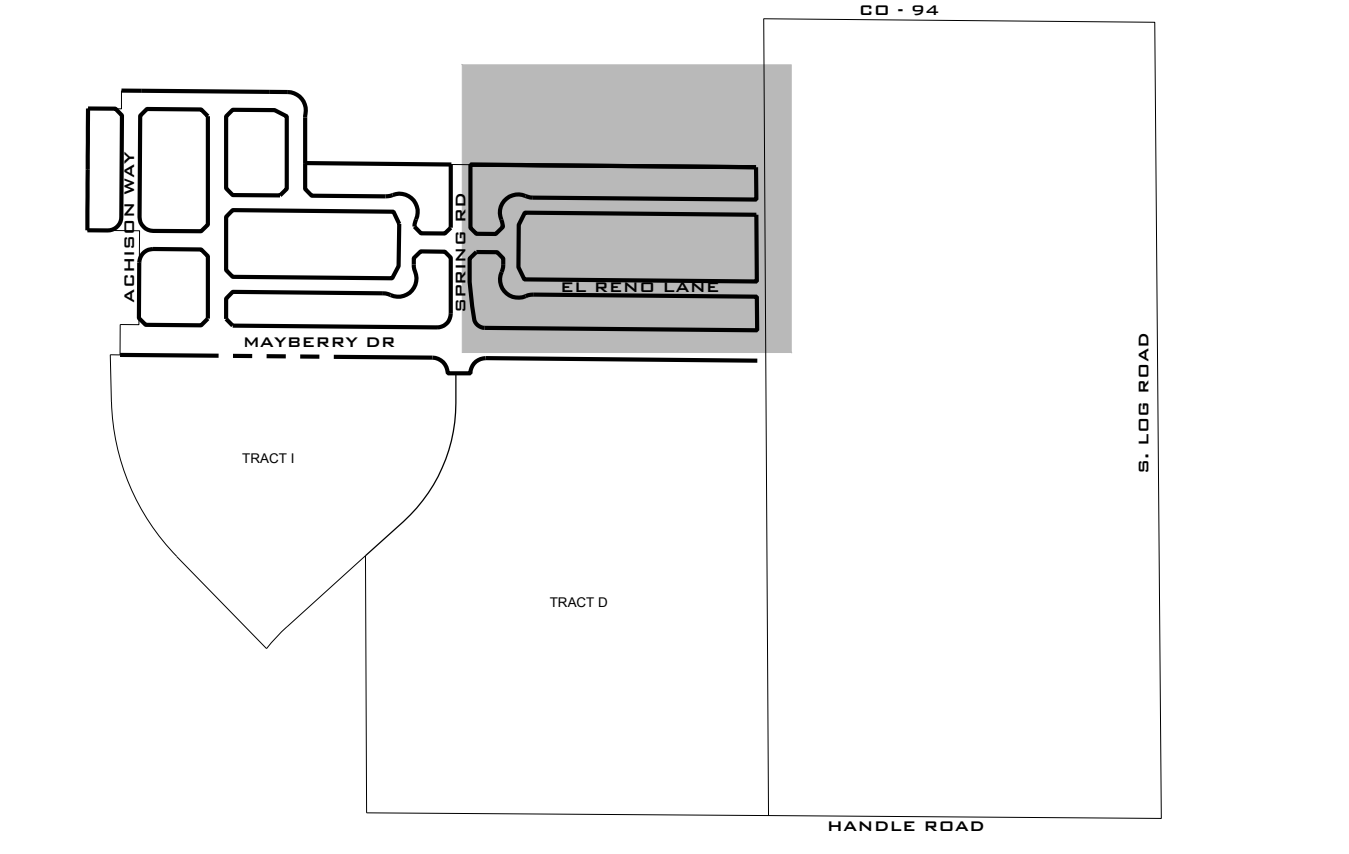 CO - 94
ACHISON WAY
SPRING RD
EL RENO LANE
MAYBERRY DR
S. LOG ROAD
TRACT I
TRACT D
HANDLE ROAD